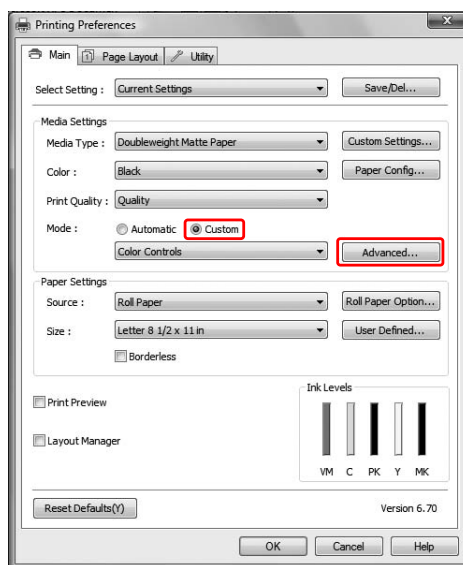 Printing Preferences
Main Page Layout Utility
Select Setting : Current Settings Save/Del...
Media Settings
Media Type : Doubleweight Matte Paper Custom Settings...
Color : Black Paper Config...
Print Quality : Quality
Mode : Automatic Custom
Color Controls Advanced...
Paper Settings
Source : Roll Paper Roll Paper Option...
Size : Letter 8 1/2 x 11 in User Defined...
Borderless
Print Preview
Layout Manager
Ink Levels
VM C PK Y MK
Reset Defaults(Y) Version 6.70
OK Cancel Help